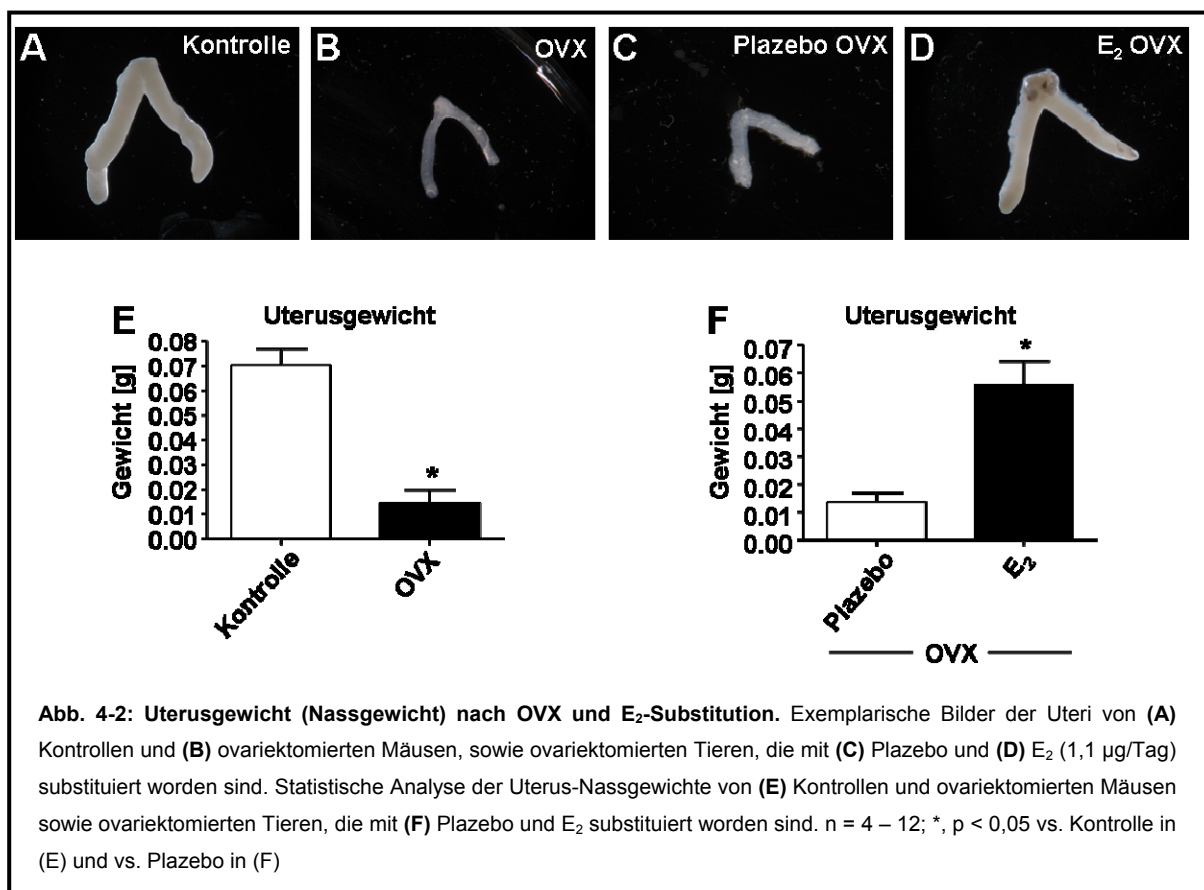 A Kontrolle
B OVX
C Plazebo OVX
D E₂ OVX
E Uterusgewicht
Gewicht [g]
0.08
0.07
0.06
0.05
0.04
0.03
0.02
0.01
0.00
*
Kontrolle
OVX
F Uterusgewicht
Gewicht [g]
0.07
0.06
0.05
0.04
0.03
0.02
0.01
0.00
*
Plazebo
E₂
OVX
Abb. 4-2: Uterusgewicht (Nassgewicht) nach OVX und E₂-Substitution. Exemplarische Bilder der Uteri von (A)
Kontrollen und (B) ovariektomierten Mäusen, sowie ovariektomierten Tieren, die mit (C) Plazebo und (D) E₂ (1,1 µg/Tag)
substituiert worden sind. Statistische Analyse der Uterus-Nassgewichte von (E) Kontrollen und ovariektomierten Mäusen
sowie ovariektomierten Tieren, die mit (F) Plazebo und E₂ substituiert worden sind. n = 4 – 12; *, p < 0,05 vs. Kontrolle in
(E) und vs. Plazebo in (F)